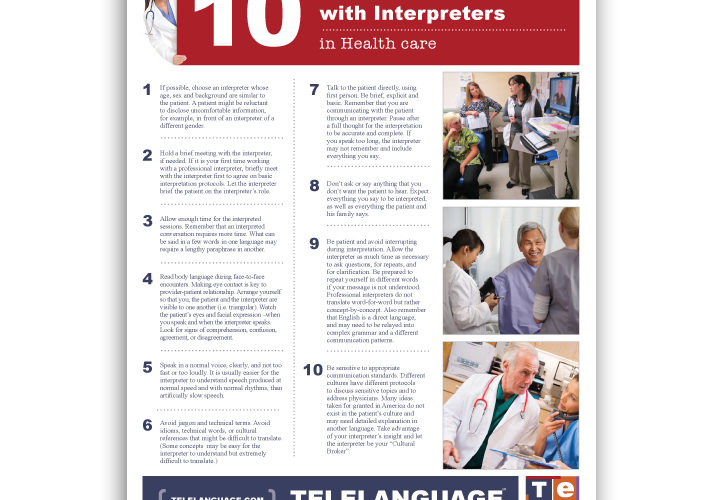 10
with Interpreters
in Health care
1
If possible, choose an interpreter whose
age, sex and background are similar to
the patient. A patient might be reluctant
to disclose uncomfortable information,
for example, in front of an interpreter of a
different gender.
2
Hold a brief meeting with the interpreter,
if needed. If it is your first time working
with a professional interpreter, briefly meet
with the interpreter first to agree on basic
interpretation protocols. Let the interpreter
brief the patient on the interpreter's role.
3
Allow enough time for the interpreted
sessions. Remember that an interpreted
conversation requires more time. What can
be said in a few words in one language may
require a lengthy paraphrase in another.
4
Read body language during face-to-face
encounters. Making eye contact is key to
provider-patient relationship. Arrange yourself
so that you, the patient and the interpreter are
visible to one another (i.e. triangular). Watch
the patient's eyes and facial expression –when
you speak and when the interpreter speaks.
Look for signs of comprehension, confusion,
agreement, or disagreement.
5
Speak in a normal voice, clearly, and not too
fast or too loudly. It is usually easier for the
interpreter to understand speech produced at
normal speed and with normal rhythms, than
artificially slow speech.
6
Avoid jargon and technical terms. Avoid
idioms, technical words, or cultural
references that might be difficult to translate
(Some concepts may be easy for the
interpreter to understand but extremely
difficult to translate.)
7
Talk to the patient directly, using
first person. Be brief, explicit and
basic. Remember that you are
communicating with the patient
through an interpreter. Pause after
a full thought for the interpretation
to be accurate and complete. If
you speak too long, the interpreter
may not remember and include
everything you say.
8
Don't ask or say anything that you
don't want the patient to hear. Expect
everything you say to be interpreted,
as well as everything the patient and
his family says.
9
Be patient and avoid interrupting
during interpretation. Allow the
interpreter as much time as necessary
to ask questions, for repeats, and
for clarification. Be prepared to
repeat yourself in different words
if your message is not understood.
Professional interpreters do not
translate word-for-word but rather
concept-by-concept. Also remember
that English is a direct language,
and may need to be relayed into
complex grammar and a different
communication patterns.
10
Be sensitive to appropriate
communication standards. Different
cultures have different protocols
to discuss sensitive topics and to
address physicians. Many ideas
taken for granted in America do not
exist in the patient's culture and
may need detailed explanation in
another language. Take advantage
of your interpreter's insight and let
the interpreter be your "Cultural
Broker".
TELELANGUAGE.COM
TELELANGUAGE
Te